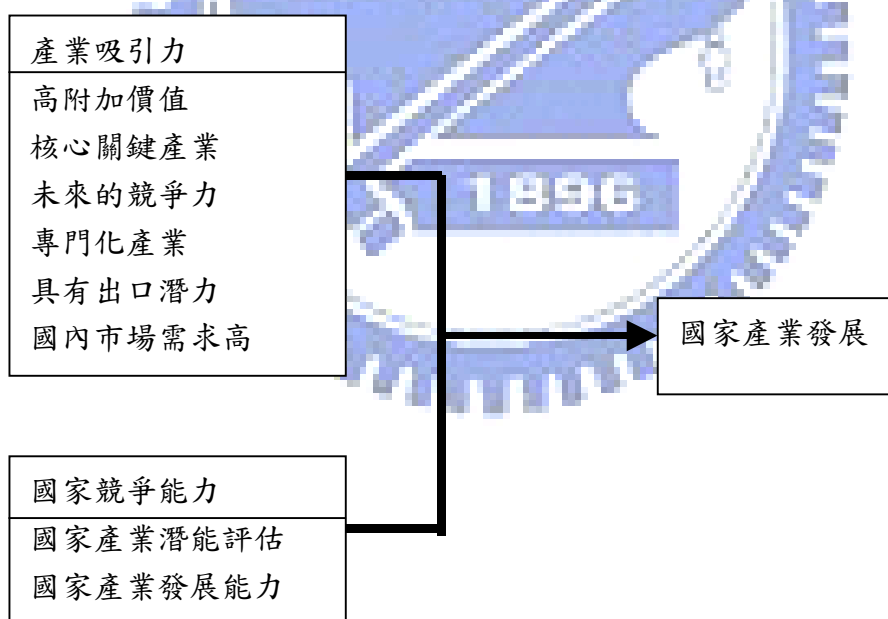 產業吸引力
高附加價值
核心關鍵產業
未來的競爭力
專門化產業
具有出口潛力
國內市場需求高
1896
國家產業發展
國家競爭能力
國家產業潛能評估
國家產業發展能力